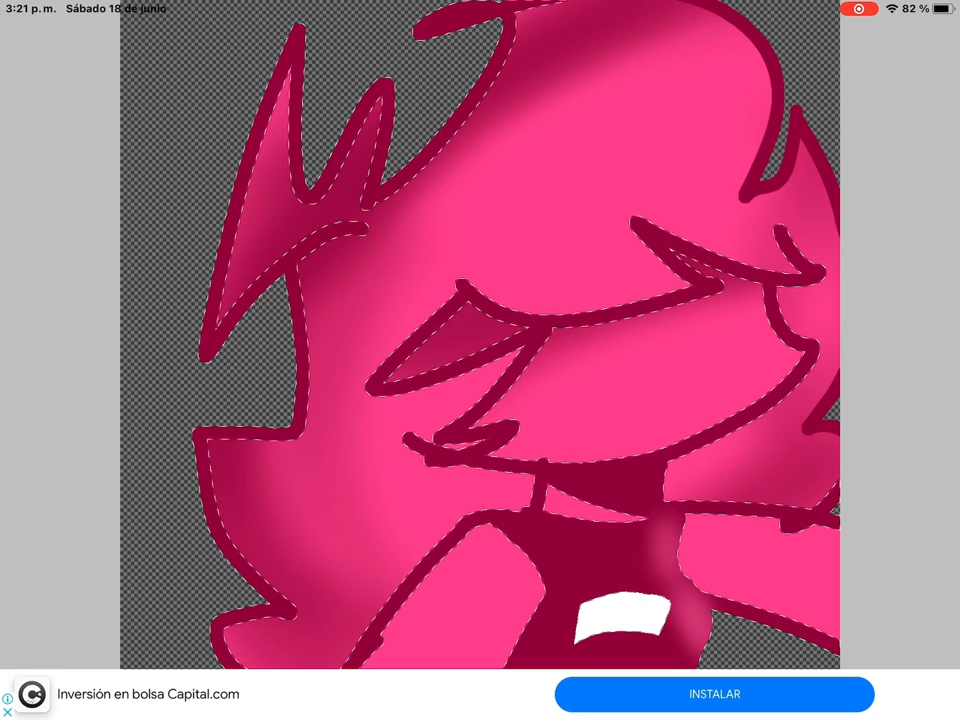 3:21 p. m. Sábado 18 de junio
82 %
Inversión en bolsa Capital.com
INSTALAR